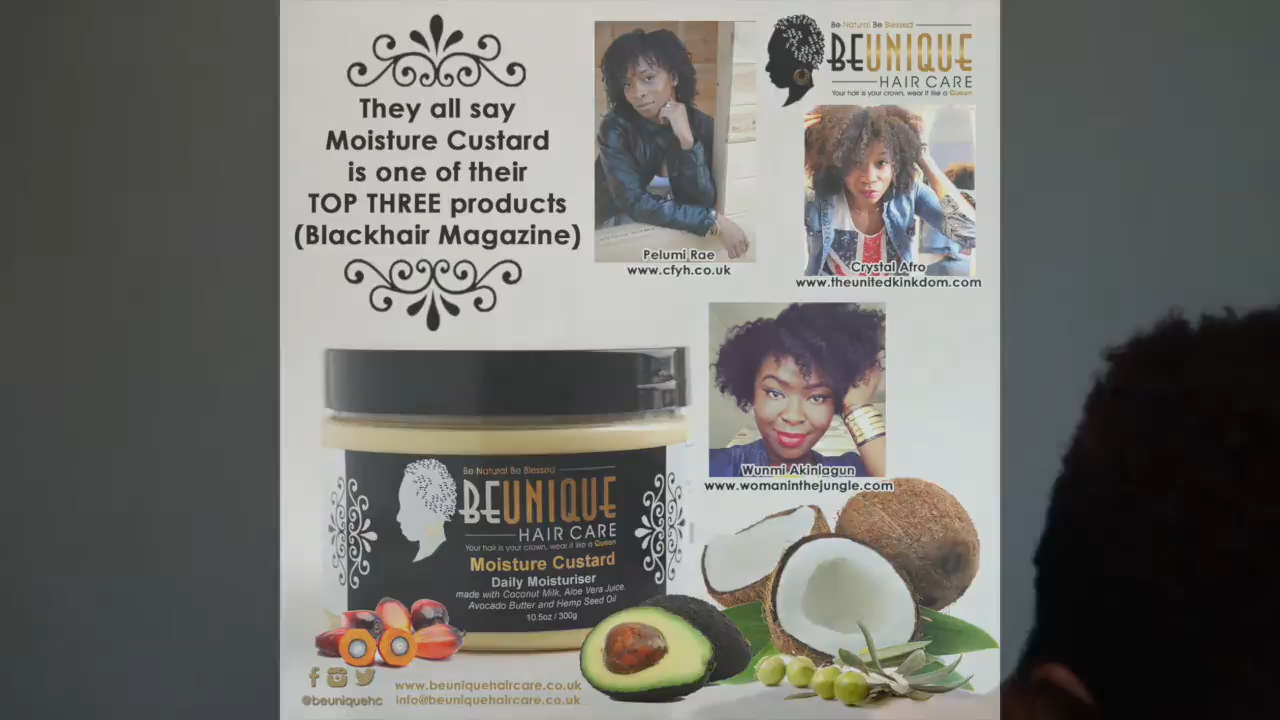 They all say
Moisture Custard
is one of their
TOP THREE products
(Blackhair Magazine)
Pelumi Rae
www.cfyh.co.uk
Be Natural Be Blessed
BEUNIQUE
HAIR CARE
Your hair is your crown, wear it like a Queen
Crystal Afro
www.theunitedkinkdom.com
Wunmi Akinlagun
www.womaninthejungle.com
Be Natural Be Blessed
BEUNIQUE
HAIR CARE
Your hair is your crown, wear it like a Queen
Moisture Custard
Daily Moisturiser
made with Coconut Milk, Aloe Vera Juice.
Avocado Butter and Hemp Seed Oil
10.5oz / 300g
@beuniquehc
www.beuniquehaircare.co.uk
info@beuniquehaircare.co.uk